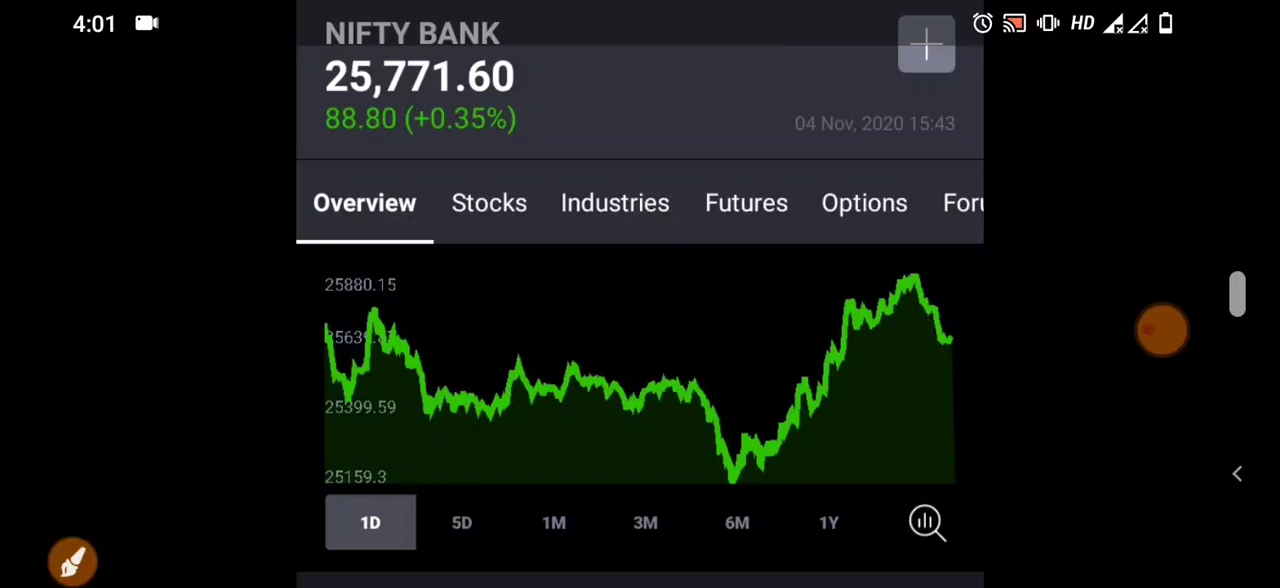 4:01
HD
NIFTY BANK
25,771.60
88.80 (+0.35%)
04 Nov, 2020 15:43
Overview Stocks Industries Futures Options Foru
25880.15
25399.59
25159.3
1D 5D 1M 3M 6M 1Y